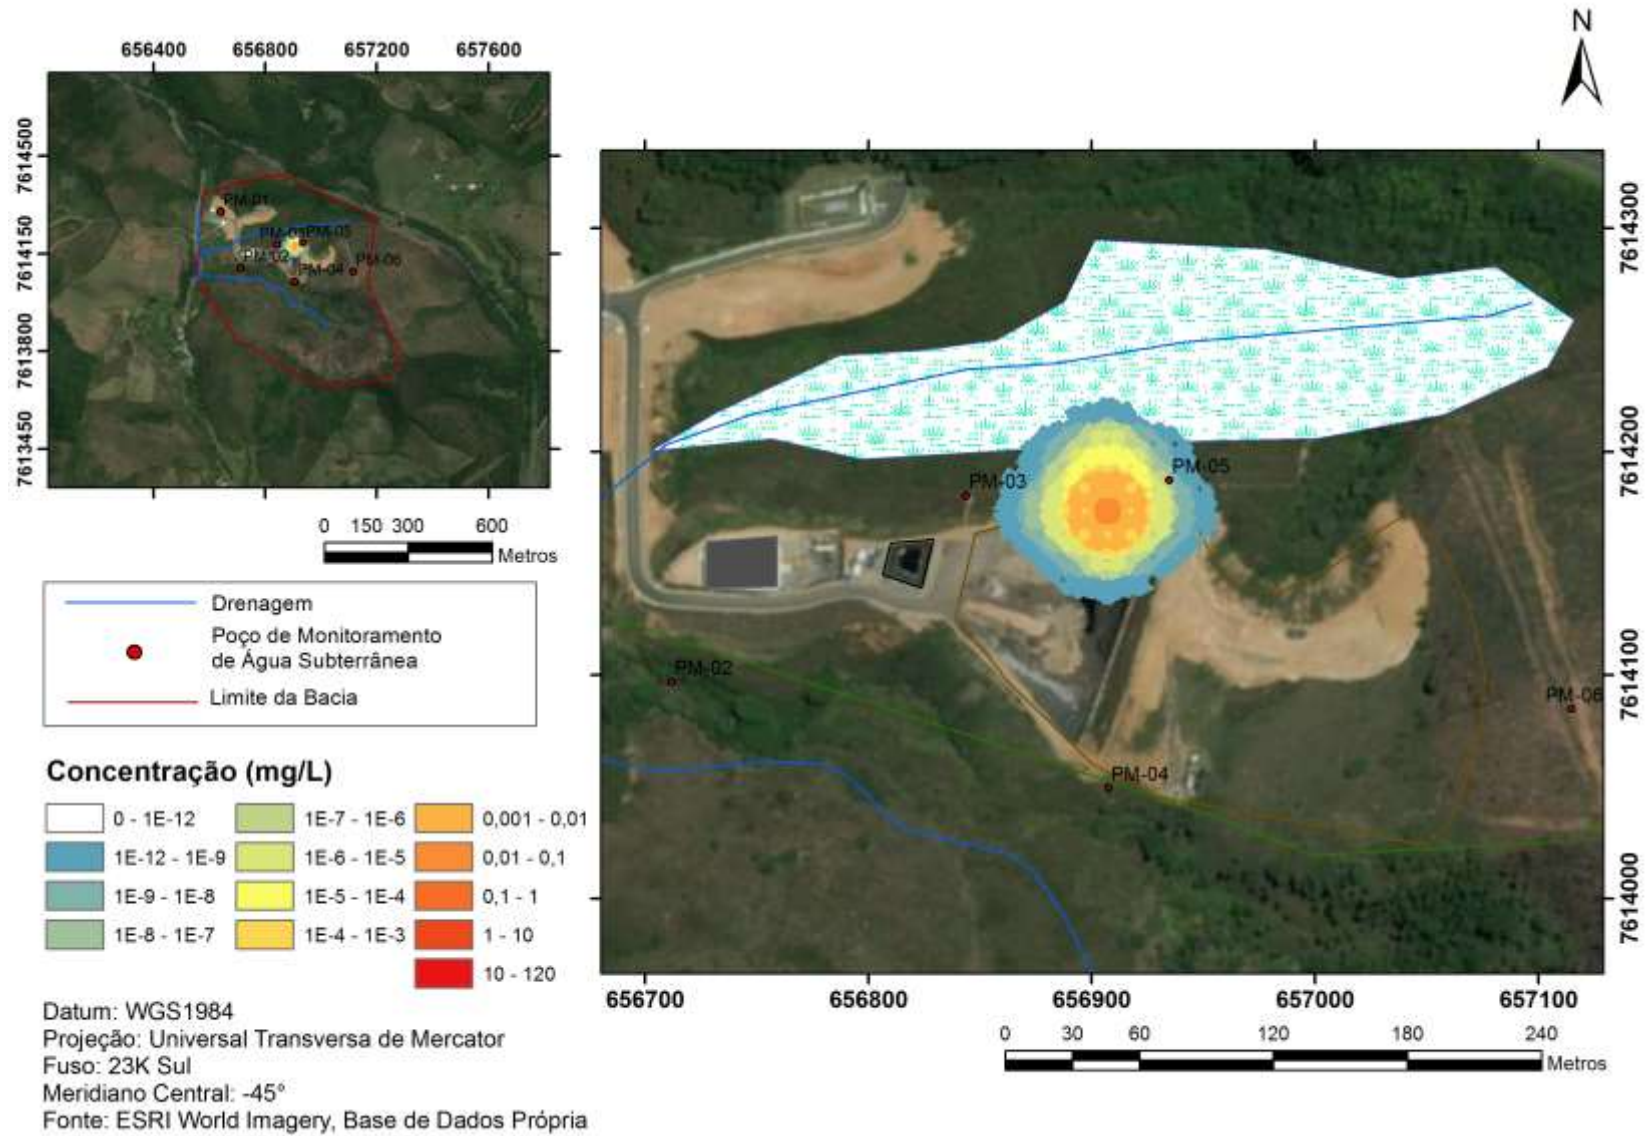 N
656400 656800 657200 657600
7614500
7614150
7613800
7613450
PM-01
PM-03 PM-05
PM-02
PM-04
PM-06
0 150 300 600
Metros
Drenagem
Poço de Monitoramento
de Água Subterrânea
Limite da Bacia
Concentração (mg/L)
0 - 1E-12 1E-7 - 1E-6 0,001 - 0,01
1E-12 - 1E-9 1E-6 - 1E-5 0,01 - 0,1
1E-9 - 1E-8 1E-5 - 1E-4 0,1 - 1
1E-8 - 1E-7 1E-4 - 1E-3 1 - 10
10 - 120
Datum: WGS1984
Projeção: Universal Transversa de Mercator
Fuso: 23K Sul
Meridiano Central: -45°
Fonte: ESRI World Imagery, Base de Dados Própria
PM-05
PM-03
PM-02
PM-06
PM-04
7614300
7614200
7614100
7614000
656700 656800 656900 657000 657100
0 30 60 120 180 240
Metros